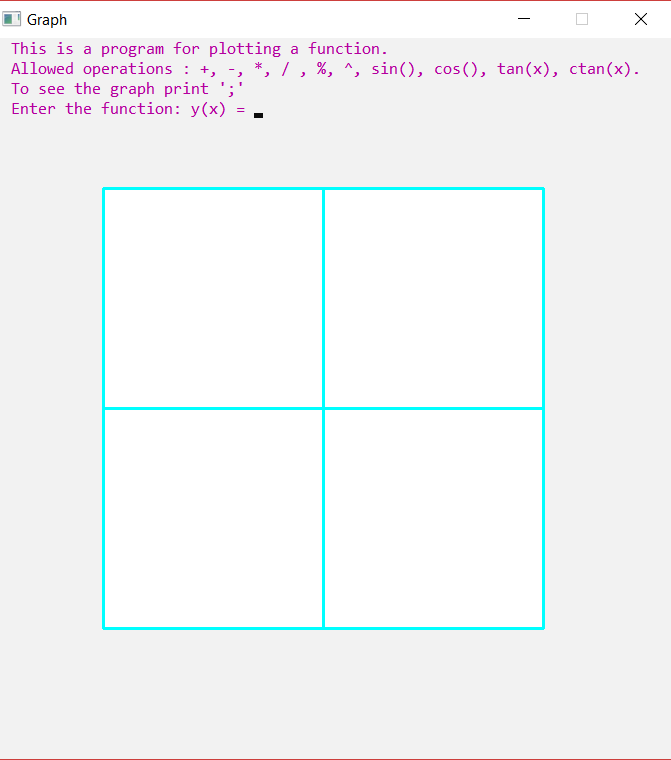 Graph
This is a program for plotting a function.
Allowed operations : +, -, *, / , %, ^, sin(), cos(), tan(x), ctan(x).
To see the graph print ';'
Enter the function: y(x) =